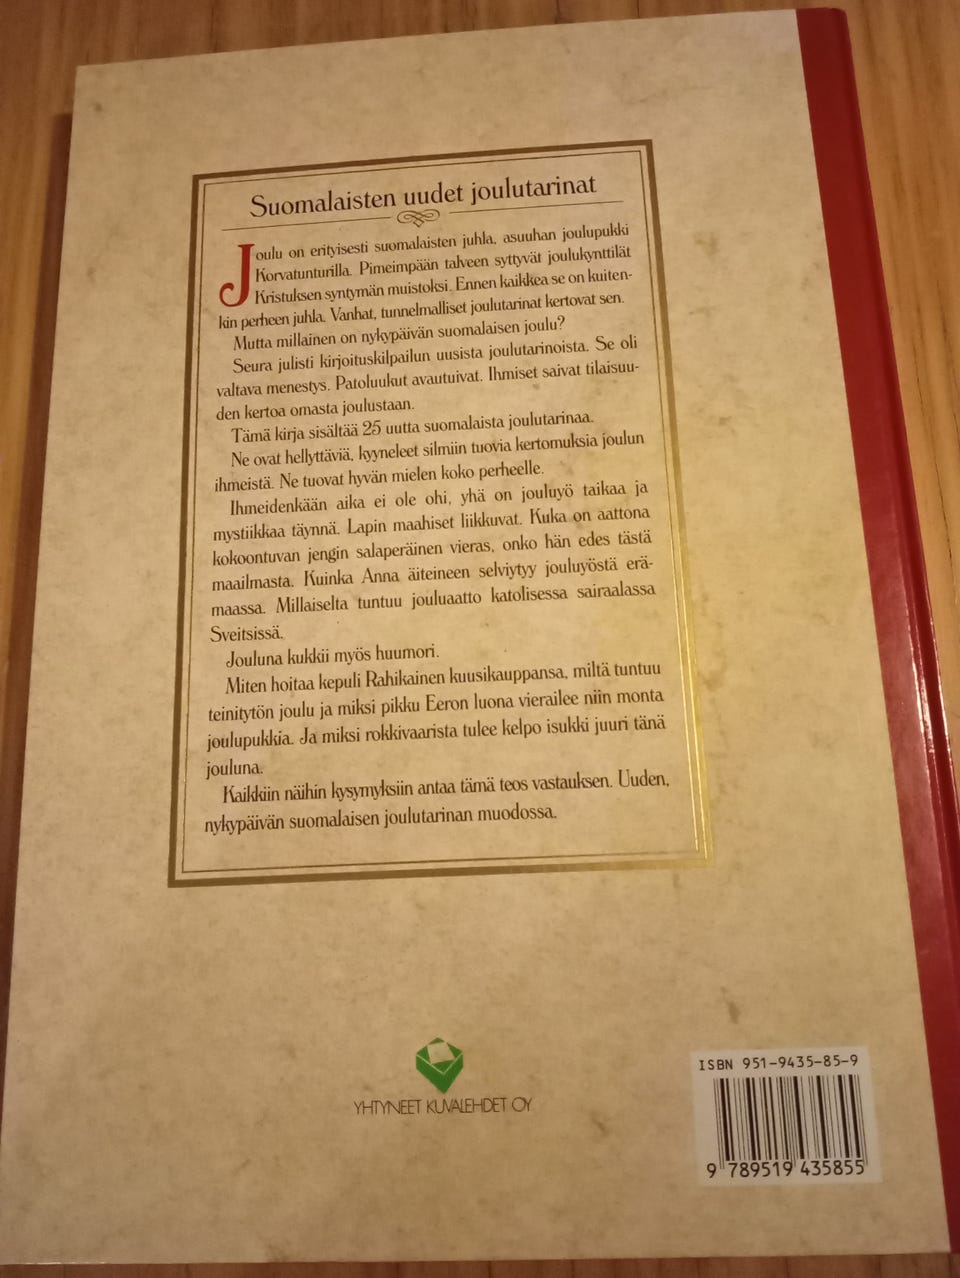 Suomalaisten uudet joulutarinat
Joulu on erityisesti suomalaisten juhla, asuuhan joulupukki
Korvatunturilla. Pimeimpään talveen syttyvät joulukynttilät
Kristuksen syntymän muistoksi. Ennen kaikkea se on kuiten-
kin perheen juhla. Vanhat, tunnelmalliset joulutarinat kertovat sen.
Mutta millainen on nykypäivän suomalaisen joulu?
Seura julisti kirjoituskilpailun uusista joulutarinoista. Se oli
valtava menestys. Patoluukut avautuivat. Ihmiset saivat tilaisuu-
den kertoa omasta joulustaan.
Tämä kirja sisältää 25 uutta suomalaista joulutarinaa.
Ne ovat hellyttäviä, kyyneleet silmiin tuovia kertomuksia joulun
ihmeistä. Ne tuovat hyvän mielen koko perheelle.
Ihmeidenkään aika ei ole ohi, yhä on jouluyö taikaa ja
mystiikkaa täynnä. Lapin maahiset liikkuvat. Kuka on aattona
kokoontuvan jengin salaperäinen vieras, onko hän edes tästä
maailmasta. Kuinka Anna äiteineen selviytyy jouluyöstä erä-
maassa. Millaiselta tuntuu jouluaatto katolisessa sairaalassa
Sveitsissä.
Jouluna kukkii myös huumori.
Miten hoitaa kepuli Rahikainen kuusikauppansa, miltä tuntuu
teinitytön joulu ja miksi pikku Eeron luona vierailee niin monta
joulupukkia. Ja miksi rokkivaarista tulee kelpo isukki juuri tänä
jouluna.
Kaikkiin näihin kysymyksiin antaa tämä teos vastauksen. Uuden,
nykypäivän suomalaisen joulutarinan muodossa.
YHTYNEET KUVALEHDET OY
ISBN 951-9435-85-9
9 789519 435855